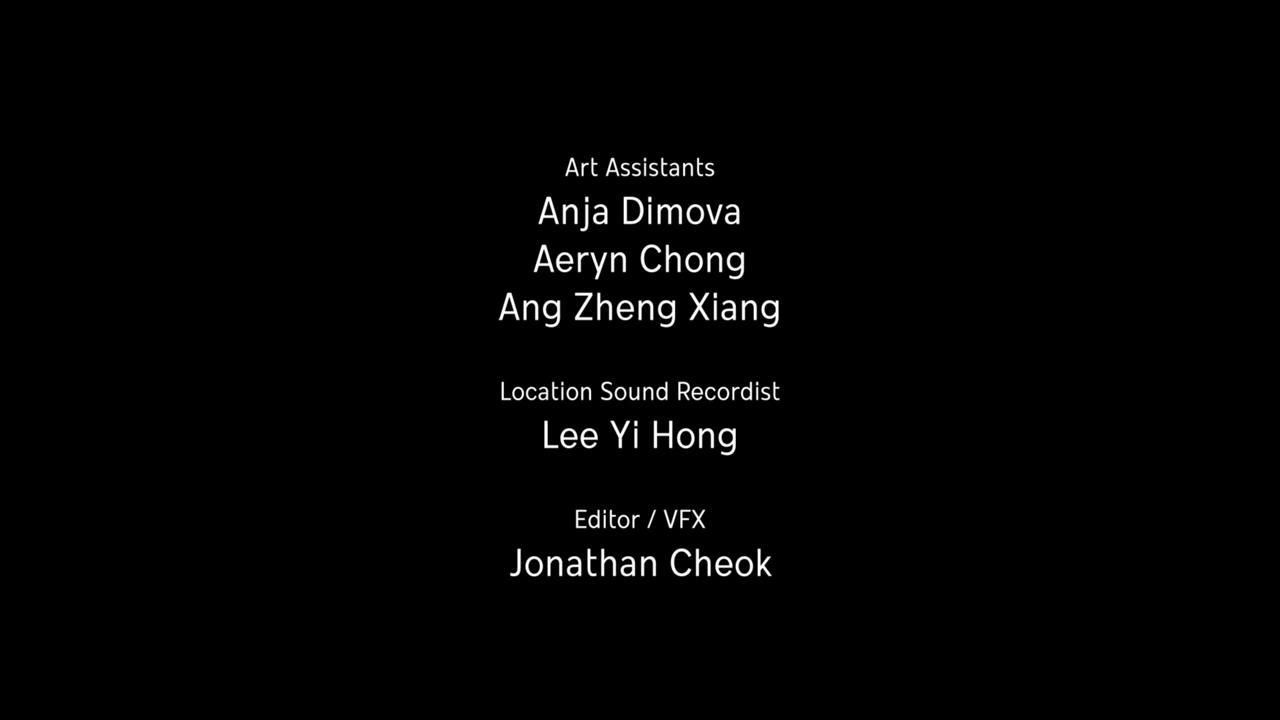 Art Assistants
Anja Dimova
Aeryn Chong
Ang Zheng Xiang
Location Sound Recordist
Lee Yi Hong
Editor / VFX
Jonathan Cheok